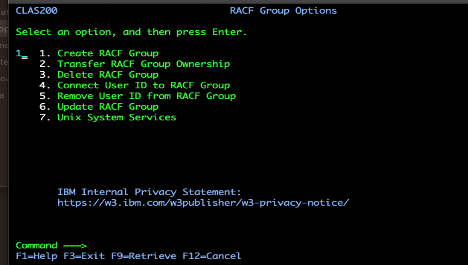 CLAS200 RACF Group Options
Select an option, and then press Enter.
1_ 1. Create RACF Group
2. Transfer RACF Group Ownership
3. Delete RACF Group
4. Connect User ID to RACF Group
5. Remove User ID from RACF Group
6. Update RACF Group
7. Unix System Services
IBM Internal Privacy Statement:
https://w3.ibm.com/w3publisher/w3-privacy-notice/
Command ===>
F1=Help F3=Exit F9=Retrieve F12=Cancel